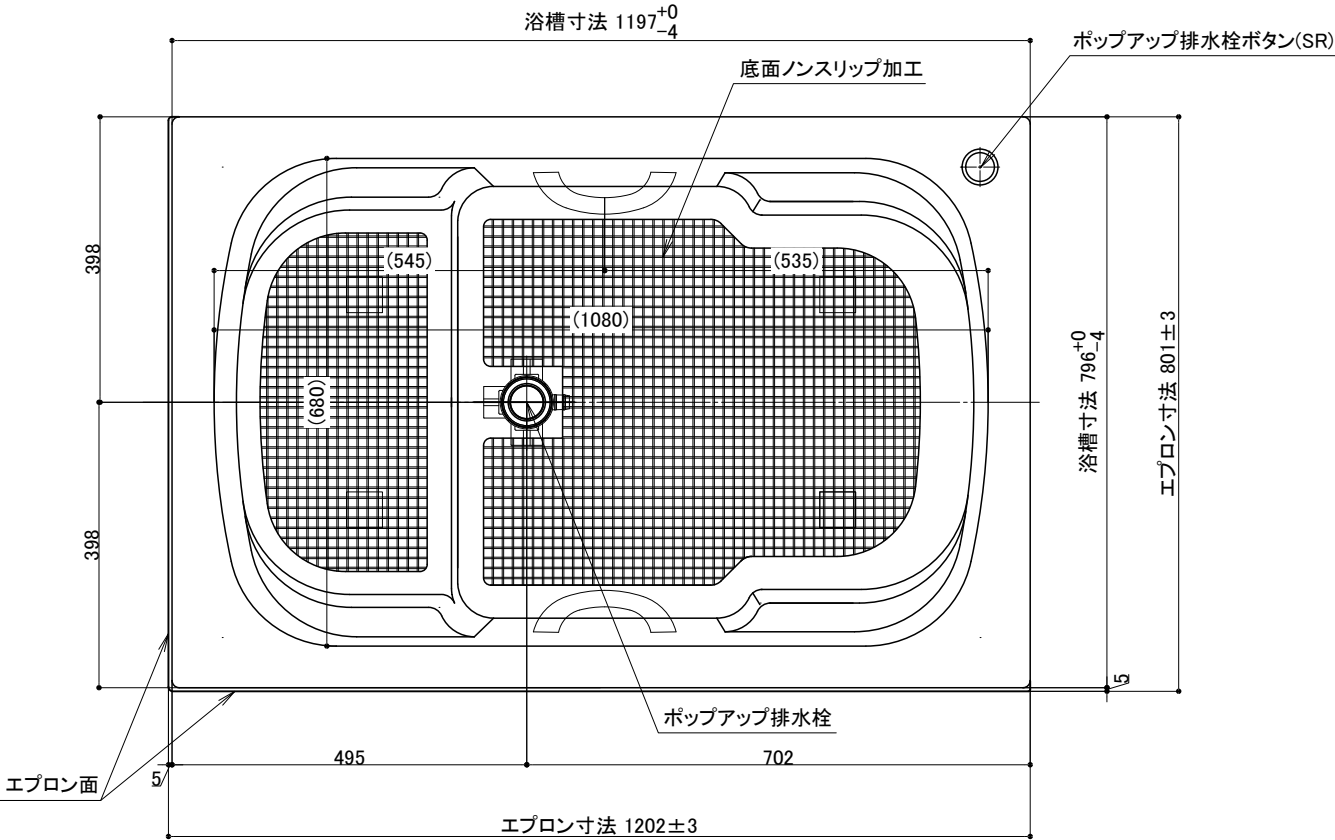 浴槽寸法 1197+0 -4
ポップアップ排水栓ボタン(SR)
底面ノンスリップ加工
398
(545)
(535)
(1080)
(680)
浴槽寸法 796+0 -4
エプロン寸法 801±3
398
5
ポップアップ排水栓
495
702
5
エプロン面
エプロン寸法 1202±3